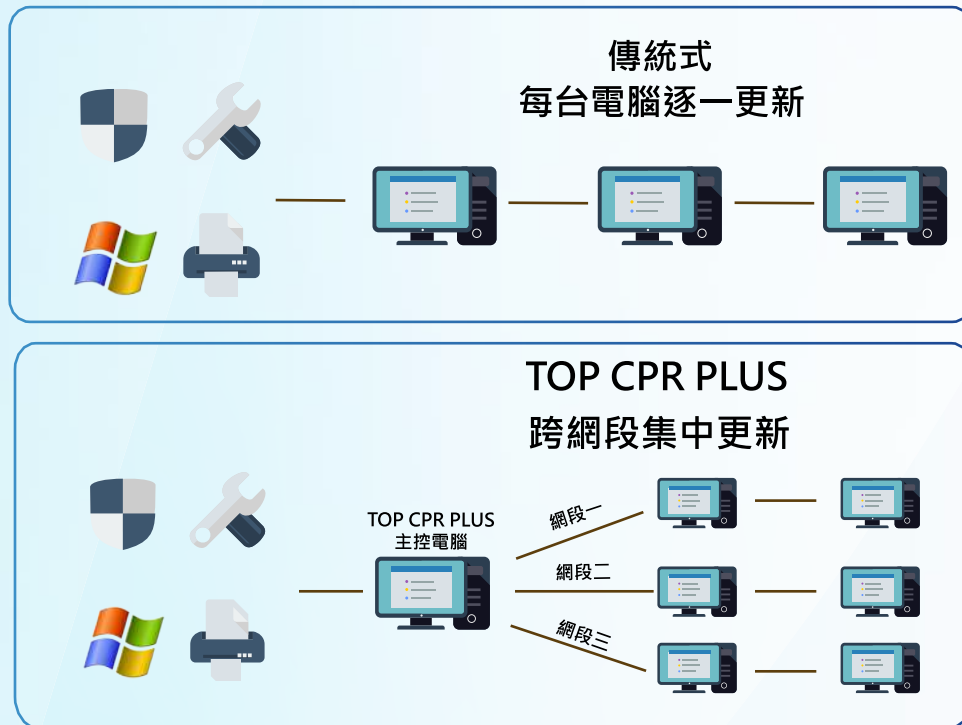 傳統式
每台電腦逐一更新
TOP CPR PLUS
跨網段集中更新
TOP CPR PLUS
主控電腦
網段一
網段二
網段三